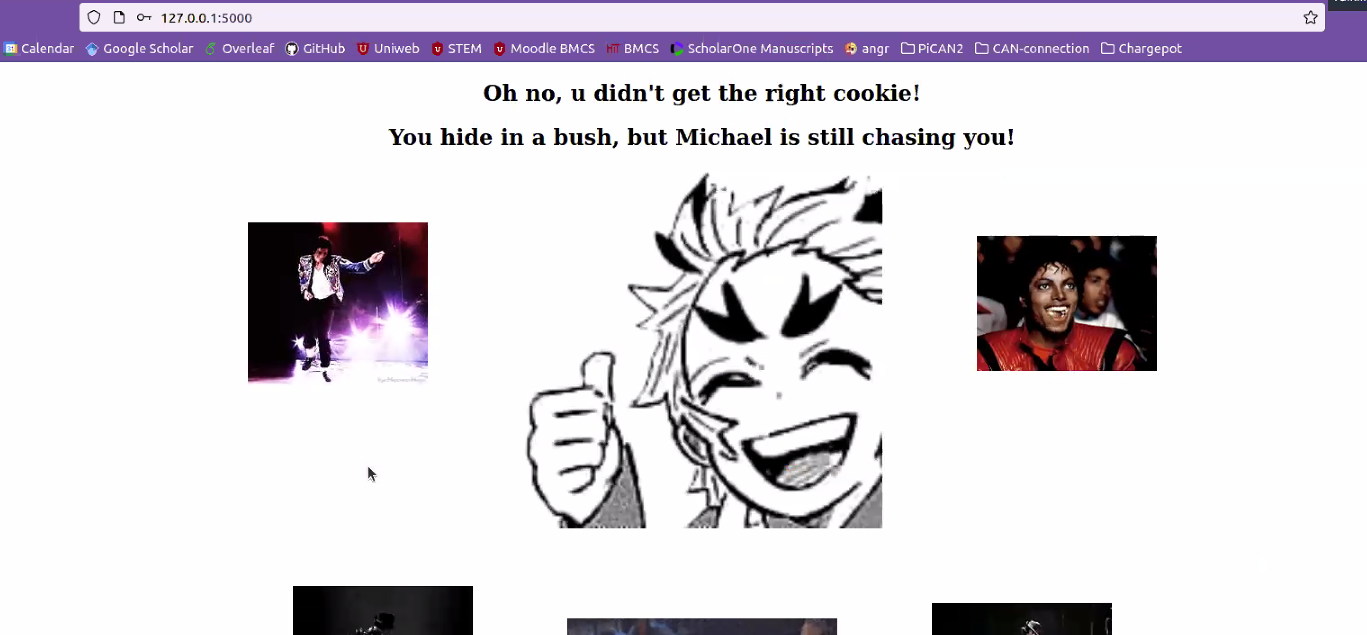 127.0.0.1:5000
Calendar Google Scholar Overleaf GitHub Uniweb STEM Moodle BMCS BMCS ScholarOne Manuscripts angr PiCAN2 CAN-connection Chargepot
Oh no, u didn't get the right cookie!
You hide in a bush, but Michael is still chasing you!